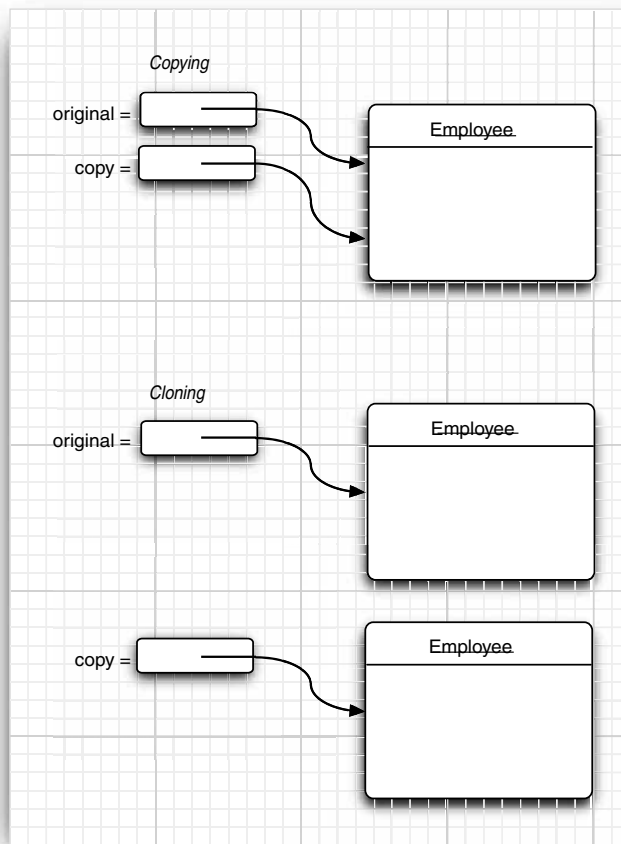 Copying
original =
Employee
copy =
Cloning
original =
Employee
copy =
Employee